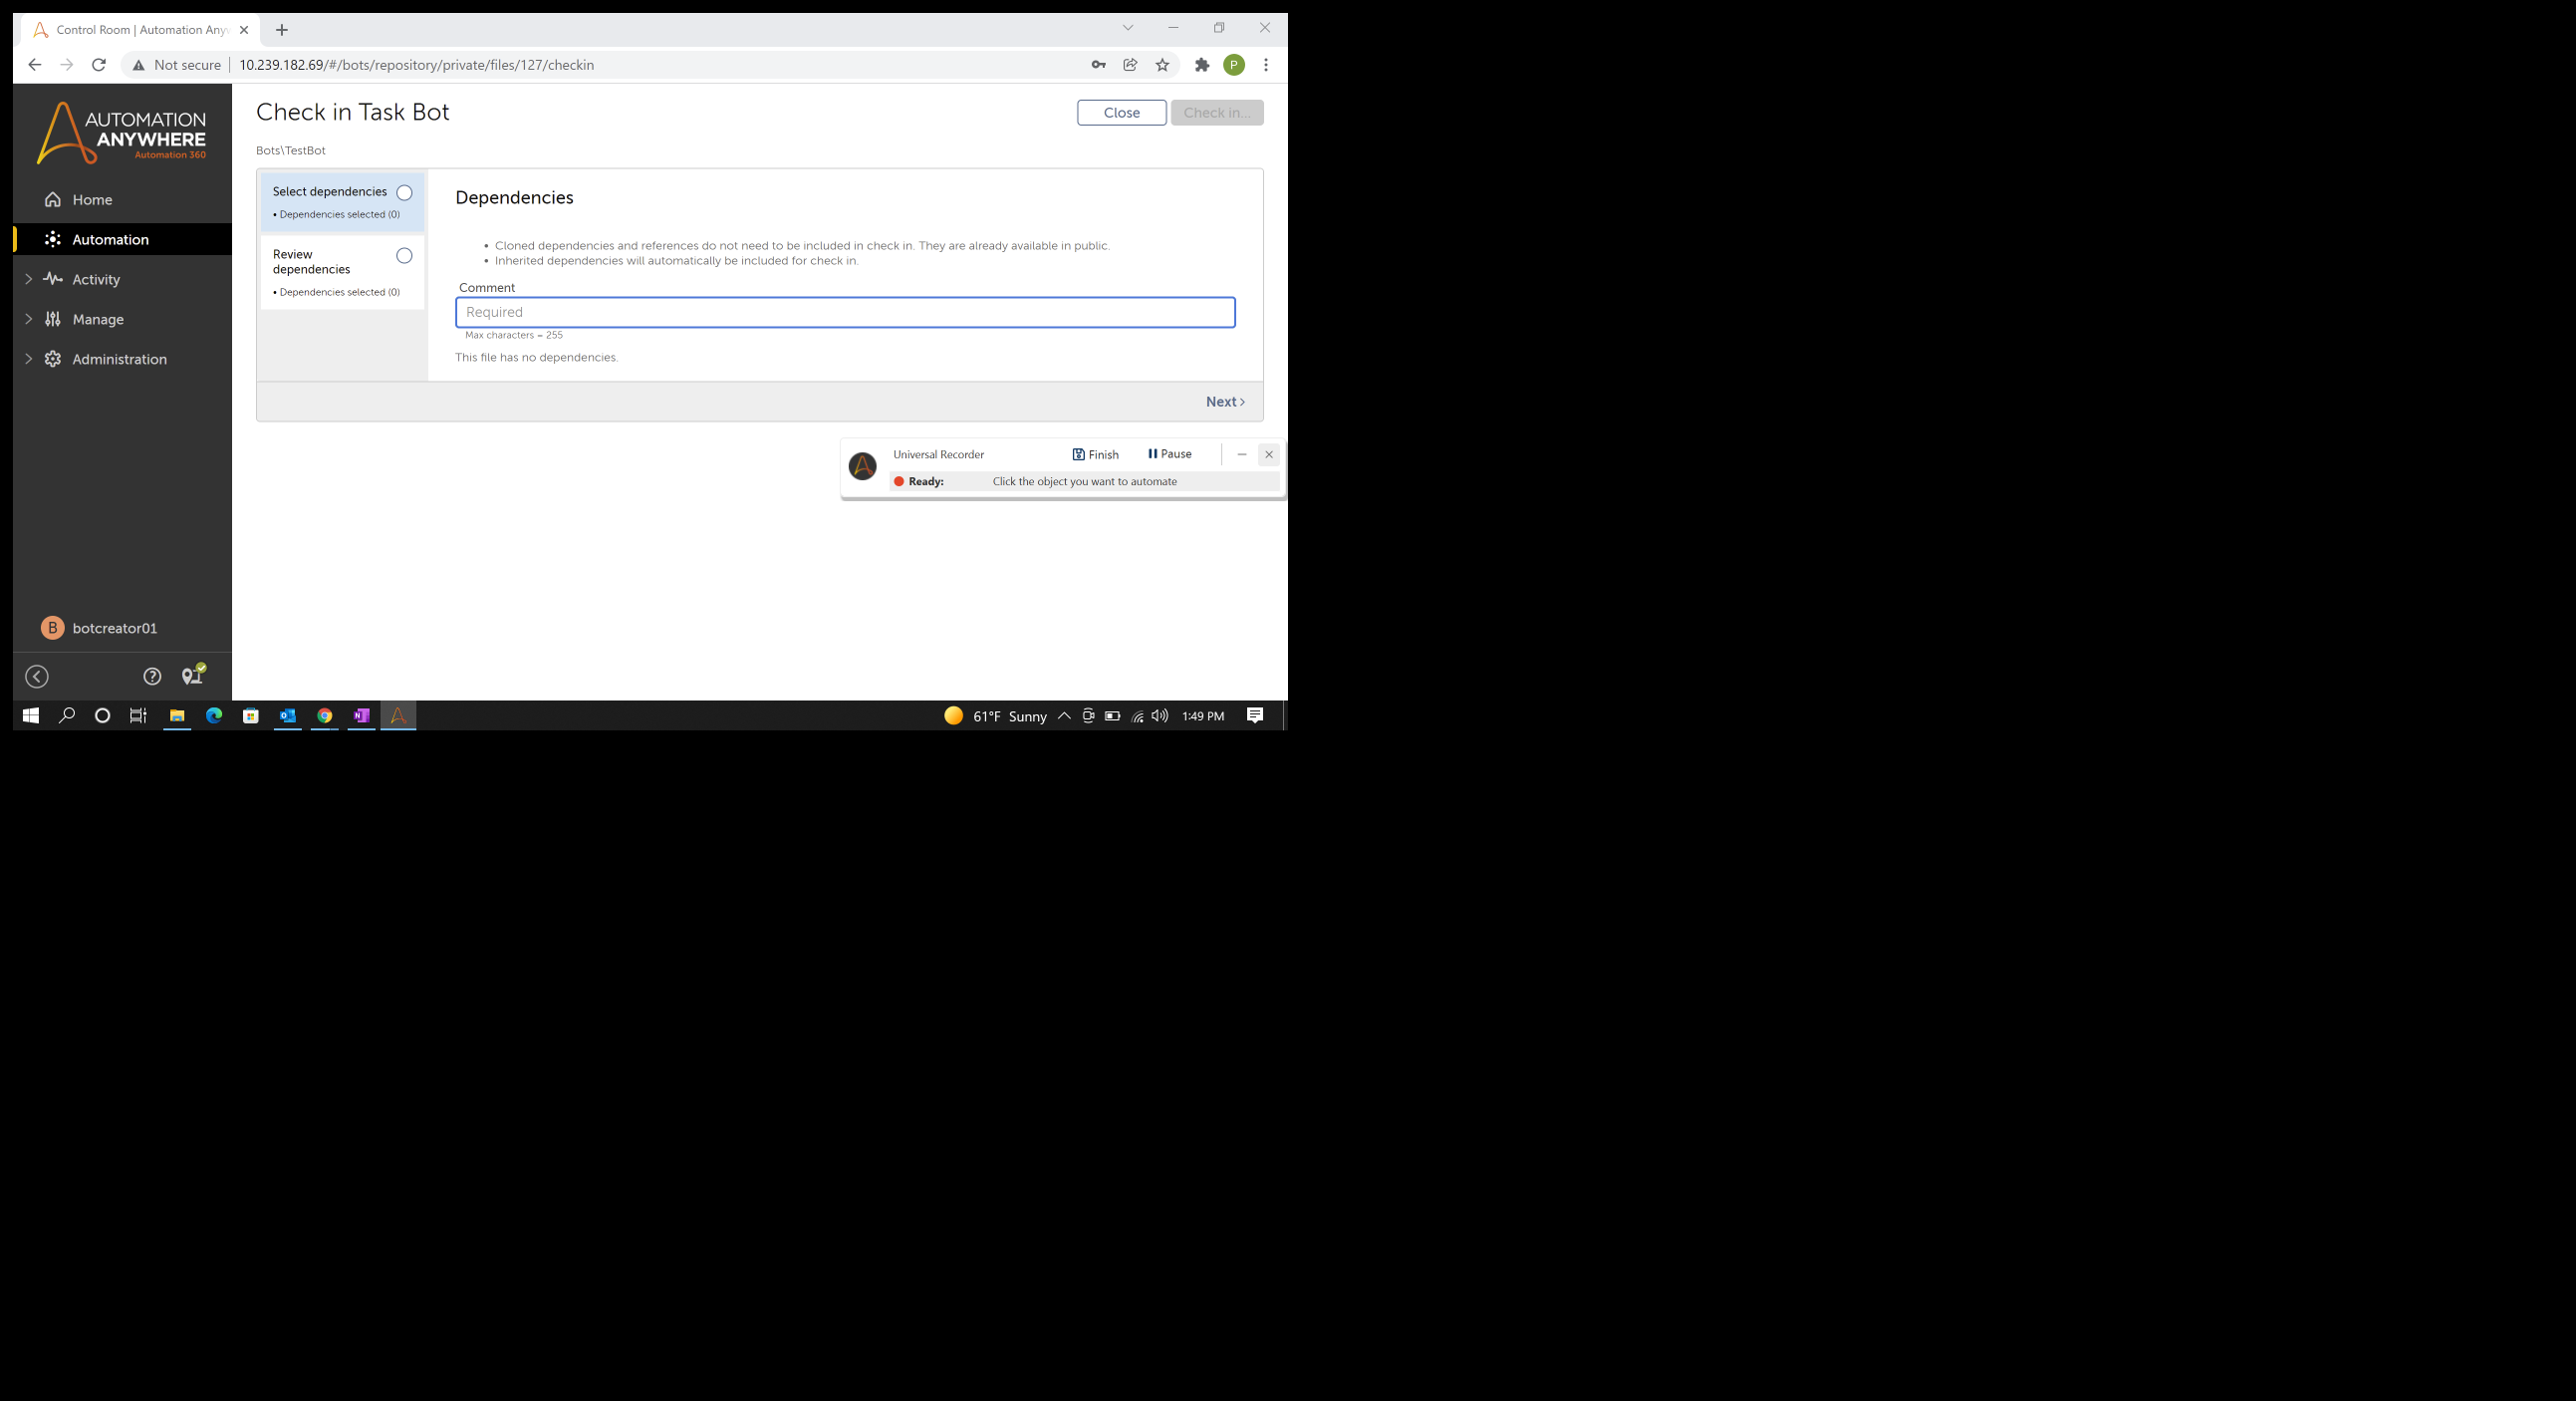 Control Room | Automation Any
Not secure
10.239.182.69/#/bots/repository/private/files/127/checkin
P
AUTOMATION
ANYWHERE
Automation 360
Home
Automation
Activity
Manage
Administration
B botcreator01
Check in Task Bot
Close
Check in...
Bots\TestBot
Select dependencies
• Dependencies selected (0)
Review
dependencies
• Dependencies selected (0)
Dependencies
• Cloned dependencies and references do not need to be included in check in. They are already available in public.
• Inherited dependencies will automatically be included for check in.
Comment
Required
Max characters = 255
This file has no dependencies.
Next
Universal Recorder
Finish
Pause
Ready:
Click the object you want to automate
61°F Sunny
1:49 PM